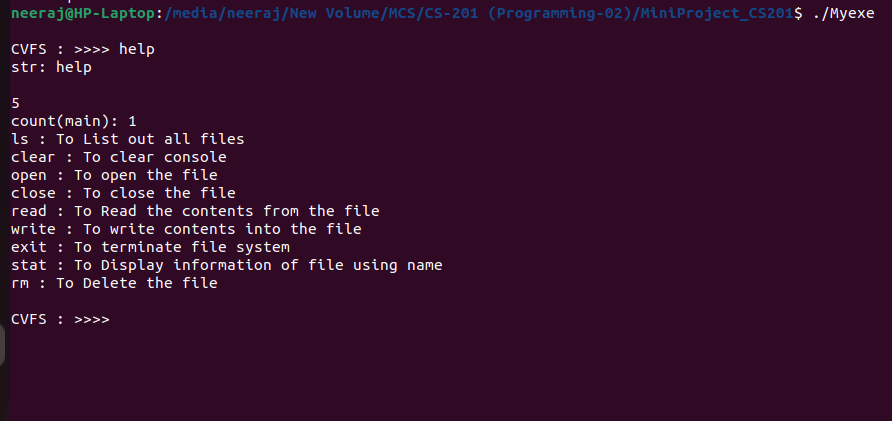 neeraj@HP-Laptop:/media/neeraj/New Volume/MCS/CS-201 (Programming-02)/MiniProject_CS201$ ./Myexe
CVFS : >>>> help
str: help
5
count(main): 1
ls : To List out all files
clear : To clear console
open : To open the file
close : To close the file
read : To Read the contents from the file
write : To write contents into the file
exit : To terminate file system
stat : To Display information of file using name
rm : To Delete the file
CVFS : >>>>